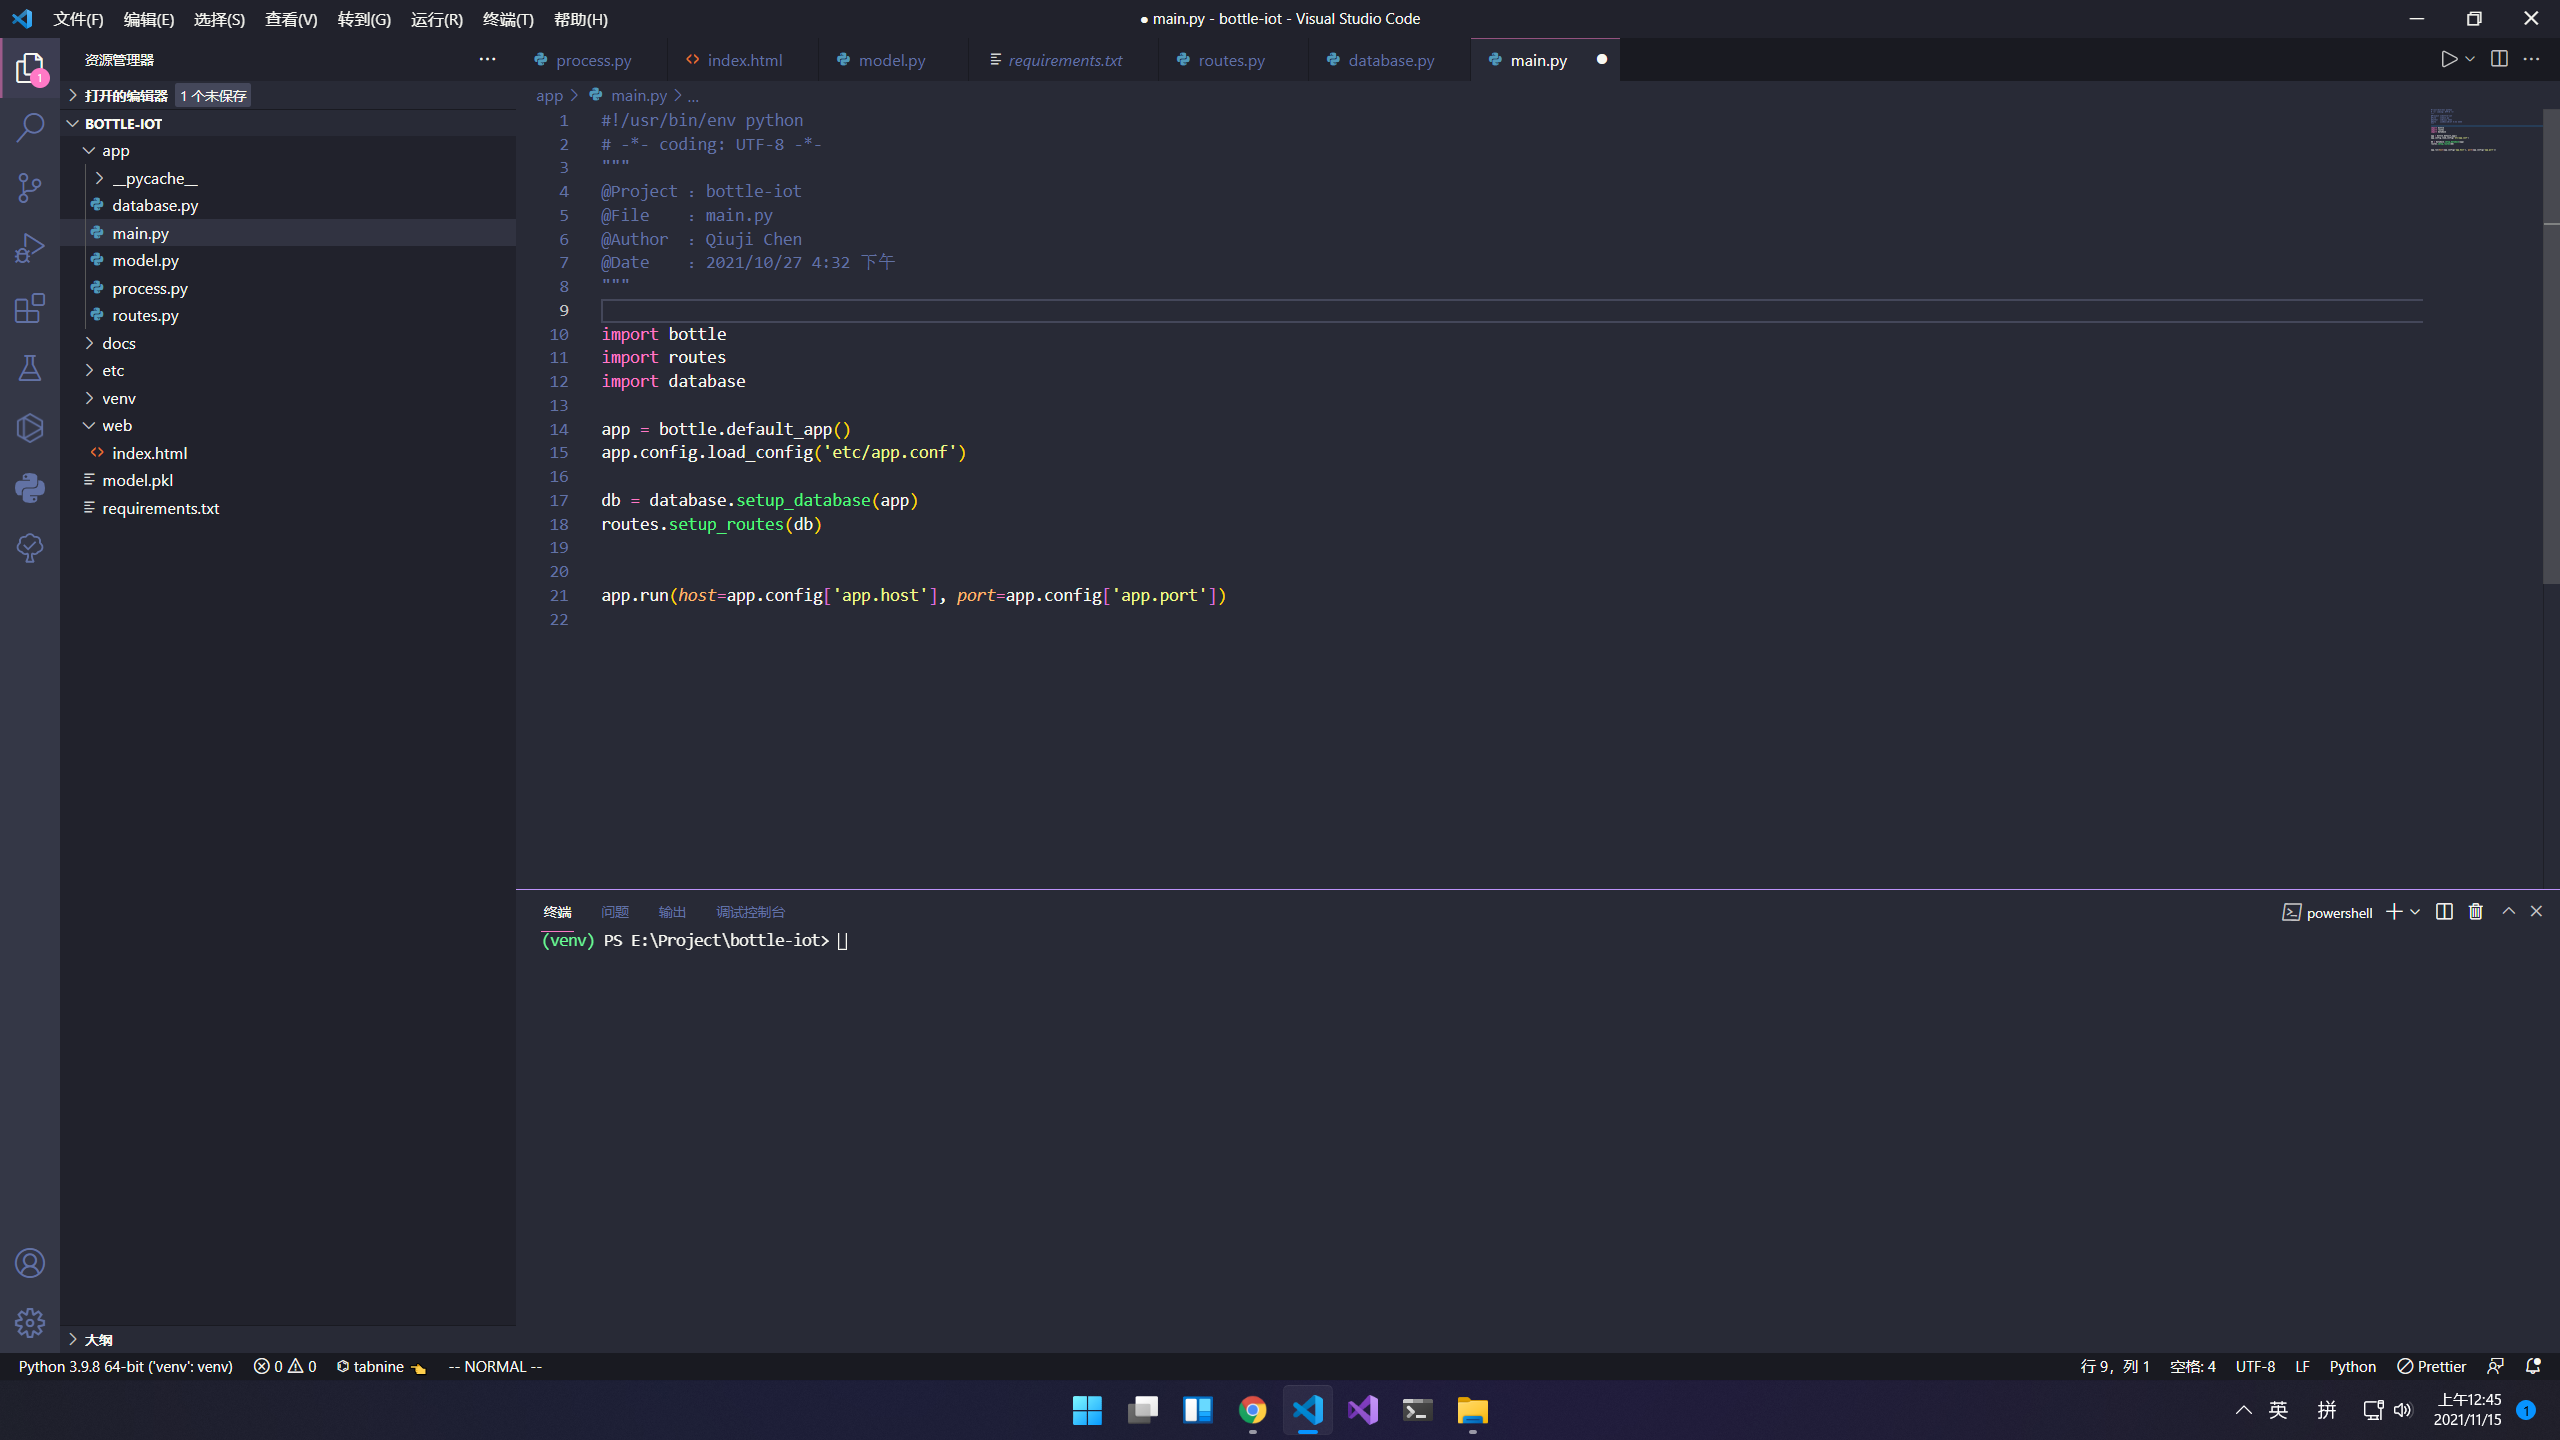 文件(F) 编辑(E) 选择(S) 查看(V) 转到(G) 运行(R) 终端(T) 帮助(H)
● main.py - bottle-iot - Visual Studio Code
资源管理器
打开的编辑器 1 个未保存
BOTTLE-IOT
app
__pycache__
database.py
main.py
model.py
process.py
routes.py
docs
etc
venv
web
index.html
model.pkl
requirements.txt
大纲
1
process.py index.html model.py requirements.txt routes.py database.py main.py
app > main.py > ...
1 #!/usr/bin/env python
2 # -*- coding: UTF-8 -*-
3 """
4 @Project : bottle-iot
5 @File    : main.py
6 @Author  : Qiuji Chen
7 @Date    : 2021/10/27 4:32 下午
8 """
9
10 import bottle
11 import routes
12 import database
13
14 app = bottle.default_app()
15 app.config.load_config('etc/app.conf')
16
17 db = database.setup_database(app)
18 routes.setup_routes(db)
19
20
21 app.run(host=app.config['app.host'], port=app.config['app.port'])
22
终端 问题 输出 调试控制台
powershell
(venv) PS E:\Project\bottle-iot>
Python 3.9.8 64-bit ('venv': venv) 0 0 tabnine -- NORMAL --
行 9，列 1 空格: 4 UTF-8 LF Python Prettier
英 拼
上午12:45
2021/11/15
1